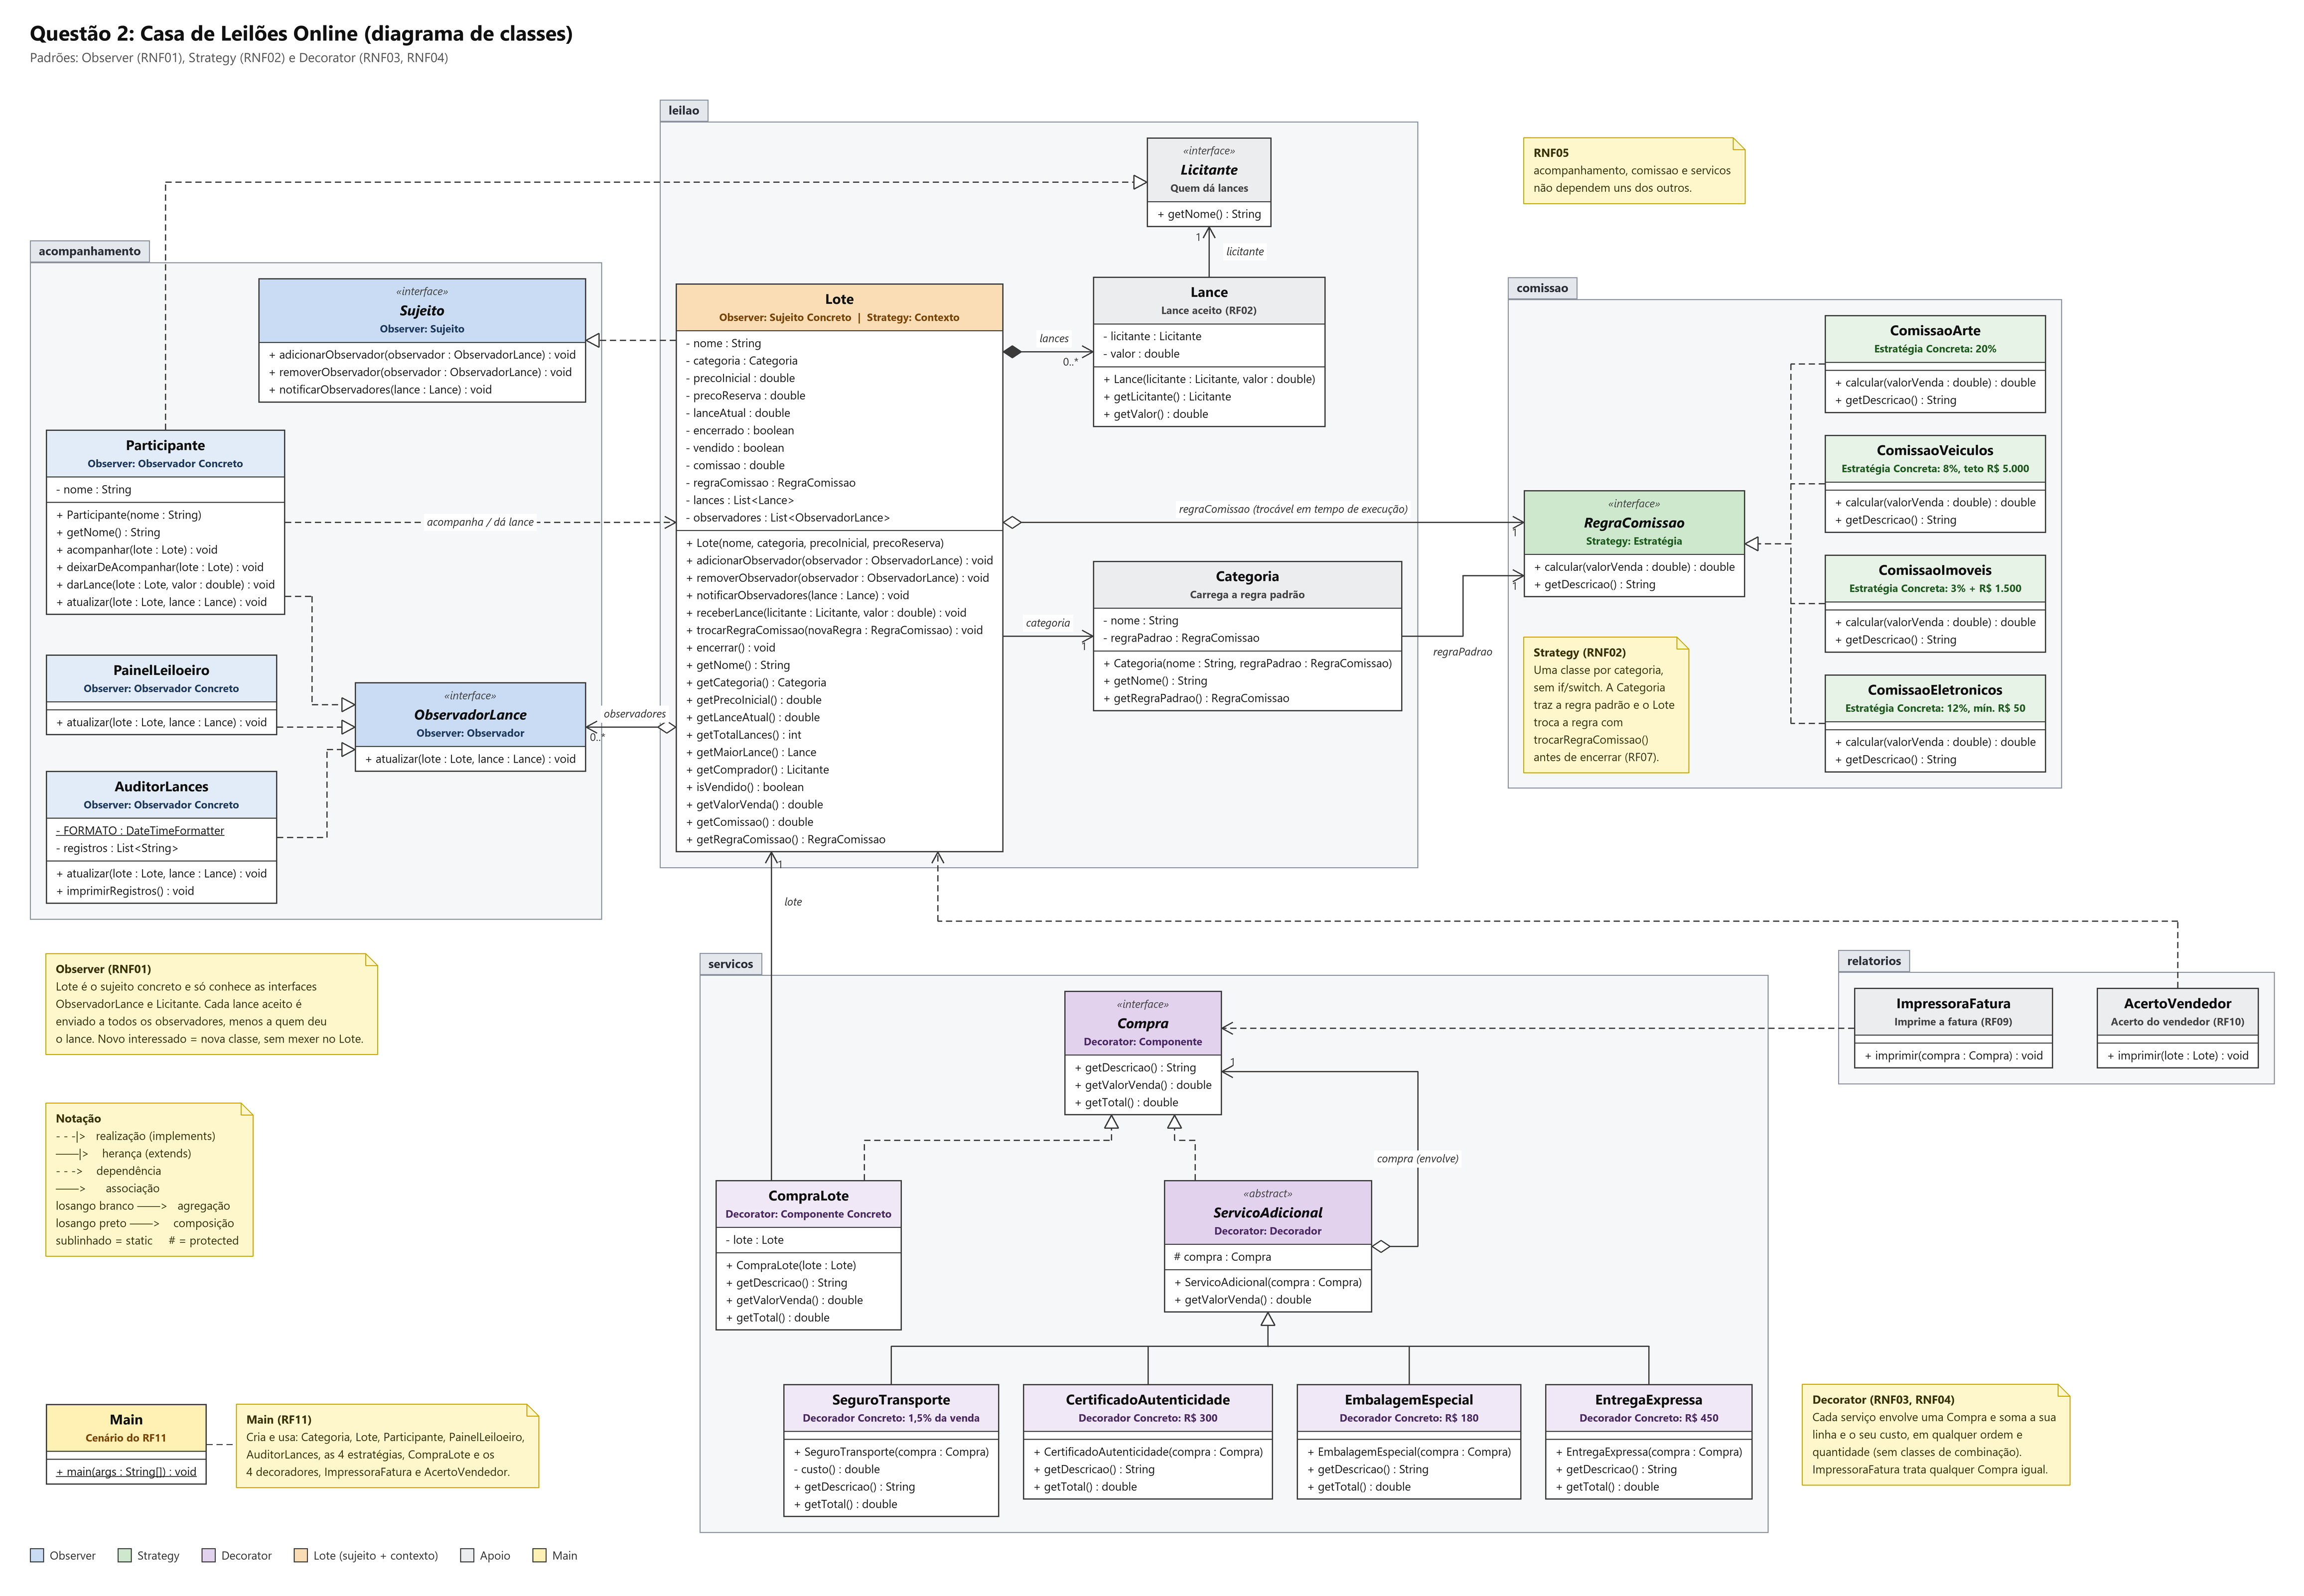 Questão 2: Casa de Leilões Online (diagrama de classes)
Padrões: Observer (RNF01), Strategy (RNF02) e Decorator (RNF03, RNF04)
leilao
«interface»
Licitante
Quem dá lances
+ getNome() : String
1
licitante
RNF05
acompanhamento, comissao e servicos
não dependem uns dos outros.
acompanhamento
«interface»
Sujeito
Observer: Sujeito
+ adicionarObservador(observador : ObservadorLance) : void
+ removerObservador(observador : ObservadorLance) : void
+ notificarObservadores(lance : Lance) : void
Participante
Observer: Observador Concreto
- nome : String
+ Participante(nome : String)
+ getNome() : String
+ acompanhar(lote : Lote) : void
+ deixarDeAcompanhar(lote : Lote) : void
+ darLance(lote : Lote, valor : double) : void
+ atualizar(lote : Lote, lance : Lance) : void
acompanha / dá lance
PainelLeiloeiro
Observer: Observador Concreto
+ atualizar(lote : Lote, lance : Lance) : void
«interface»
ObservadorLance
Observer: Observador
+ atualizar(lote : Lote, lance : Lance) : void
observadores
0..*
AuditorLances
Observer: Observador Concreto
- FORMATO : DateTimeFormatter
- registros : List<String>
+ atualizar(lote : Lote, lance : Lance) : void
+ imprimirRegistros() : void
Lote
Observer: Sujeito Concreto | Strategy: Contexto
- nome : String
- categoria : Categoria
- precoInicial : double
- precoReserva : double
- lanceAtual : double
- encerrado : boolean
- vendido : boolean
- comissao : double
- regraComissao : RegraComissao
- lances : List<Lance>
- observadores : List<ObservadorLance>
+ Lote(nome, categoria, precoInicial, precoReserva)
+ adicionarObservador(observador : ObservadorLance) : void
+ removerObservador(observador : ObservadorLance) : void
+ notificarObservadores(lance : Lance) : void
+ receberLance(licitante : Licitante, valor : double) : void
+ trocarRegraComissao(novaRegra : RegraComissao) : void
+ encerrar() : void
+ getNome() : String
+ getCategoria() : Categoria
+ getPrecoInicial() : double
+ getLanceAtual() : double
+ getTotalLances() : int
+ getMaiorLance() : Lance
+ getComprador() : Licitante
+ isVendido() : boolean
+ getValorVenda() : double
+ getComissao() : double
+ getRegraComissao() : RegraComissao
lances
0..*
Lance
Lance aceito (RF02)
- licitante : Licitante
- valor : double
+ Lance(licitante : Licitante, valor : double)
+ getLicitante() : Licitante
+ getValor() : double
regraComissao (trocável em tempo de execução)
1
categoria
1
Categoria
Carrega a regra padrão
- nome : String
- regraPadrao : RegraComissao
+ Categoria(nome : String, regraPadrao : RegraComissao)
+ getNome() : String
+ getRegraPadrao() : RegraComissao
regraPadrao
1
comissao
«interface»
RegraComissao
Strategy: Estratégia
+ calcular(valorVenda : double) : double
+ getDescricao() : String
ComissaoArte
Estratégia Concreta: 20%
+ calcular(valorVenda : double) : double
+ getDescricao() : String
ComissaoVeiculos
Estratégia Concreta: 8%, teto R$ 5.000
+ calcular(valorVenda : double) : double
+ getDescricao() : String
ComissaoImoveis
Estratégia Concreta: 3% + R$ 1.500
+ calcular(valorVenda : double) : double
+ getDescricao() : String
ComissaoEletronicos
Estratégia Concreta: 12%, mín. R$ 50
+ calcular(valorVenda : double) : double
+ getDescricao() : String
Strategy (RNF02)
Uma classe por categoria,
sem if/switch. A Categoria
traz a regra padrão e o Lote
troca a regra com
trocarRegraComissao()
antes de encerrar (RF07).
1
lote
Observer (RNF01)
Lote é o sujeito concreto e só conhece as interfaces
ObservadorLance e Licitante. Cada lance aceito é
enviado a todos os observadores, menos a quem deu
o lance. Novo interessado = nova classe, sem mexer no Lote.
Notação
- - -|> realização (implements)
——|> herança (extends)
- - -> dependência
——> associação
losango branco ——> agregação
losango preto ——> composição
sublinhado = static # = protected
servicos
«interface»
Compra
Decorator: Componente
+ getDescricao() : String
+ getValorVenda() : double
+ getTotal() : double
1
compra (envolve)
CompraLote
Decorator: Componente Concreto
- lote : Lote
+ CompraLote(lote : Lote)
+ getDescricao() : String
+ getValorVenda() : double
+ getTotal() : double
«abstract»
ServicoAdicional
Decorator: Decorador
# compra : Compra
+ ServicoAdicional(compra : Compra)
+ getValorVenda() : double
SeguroTransporte
Decorador Concreto: 1,5% da venda
+ SeguroTransporte(compra : Compra)
- custo() : double
+ getDescricao() : String
+ getTotal() : double
CertificadoAutenticidade
Decorador Concreto: R$ 300
+ CertificadoAutenticidade(compra : Compra)
+ getDescricao() : String
+ getTotal() : double
EmbalagemEspecial
Decorador Concreto: R$ 180
+ EmbalagemEspecial(compra : Compra)
+ getDescricao() : String
+ getTotal() : double
EntregaExpressa
Decorador Concreto: R$ 450
+ EntregaExpressa(compra : Compra)
+ getDescricao() : String
+ getTotal() : double
relatorios
ImpressoraFatura
Imprime a fatura (RF09)
+ imprimir(compra : Compra) : void
AcertoVendedor
Acerto do vendedor (RF10)
+ imprimir(lote : Lote) : void
Decorator (RNF03, RNF04)
Cada serviço envolve uma Compra e soma a sua
linha e o seu custo, em qualquer ordem e
quantidade (sem classes de combinação).
ImpressoraFatura trata qualquer Compra igual.
Main
Cenário do RF11
+ main(args : String[]) : void
Main (RF11)
Cria e usa: Categoria, Lote, Participante, PainelLeiloeiro,
AuditorLances, as 4 estratégias, CompraLote e os
4 decoradores, ImpressoraFatura e AcertoVendedor.
Observer
Strategy
Decorator
Lote (sujeito + contexto)
Apoio
Main